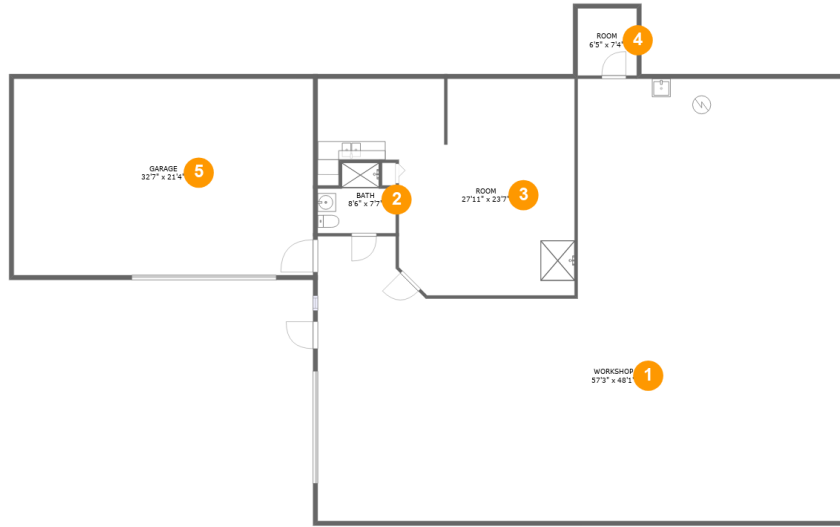 ROOM
6'5" x 7'4"
4
GARAGE
32'7" x 21'4"
5
BATH
8'6" x 7'7"
2
ROOM
27'11" x 23'7"
3
WORKSHOP
57'3" x 48'1"
1